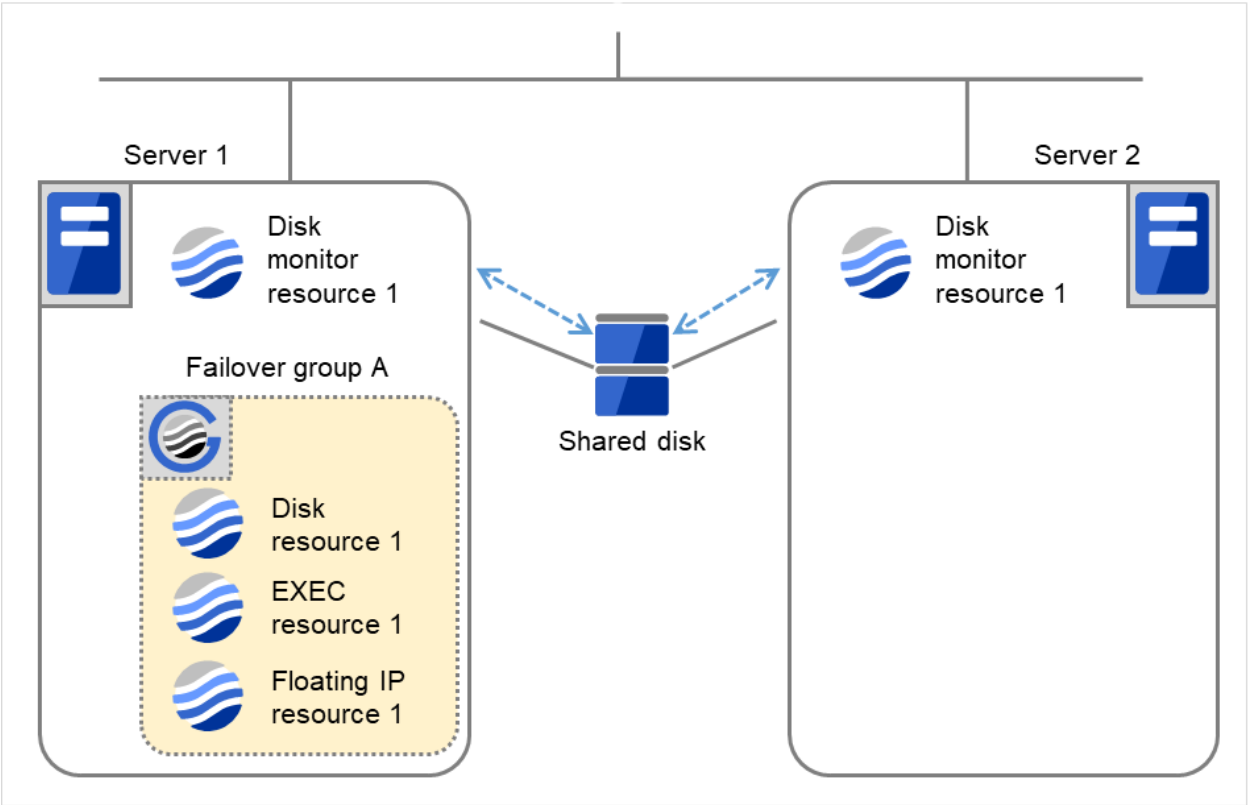 Server 1
Server 2
Disk
monitor
resource 1
Disk
monitor
resource 1
Failover group A
Shared disk
Disk
resource 1
EXEC
resource 1
Floating IP
resource 1